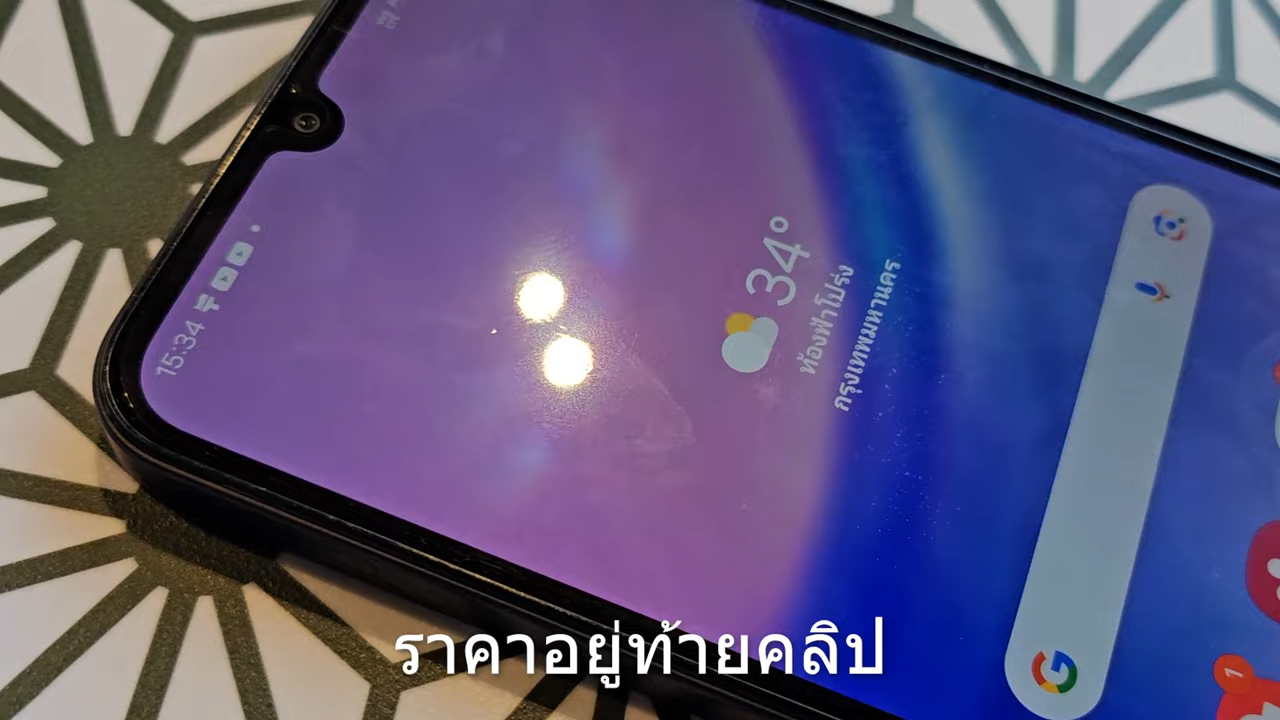 15:34
34°
ท้องฟ้าโปร่ง
กรุงเทพมหานคร
1
ราคาอยู่ท้ายคลิป